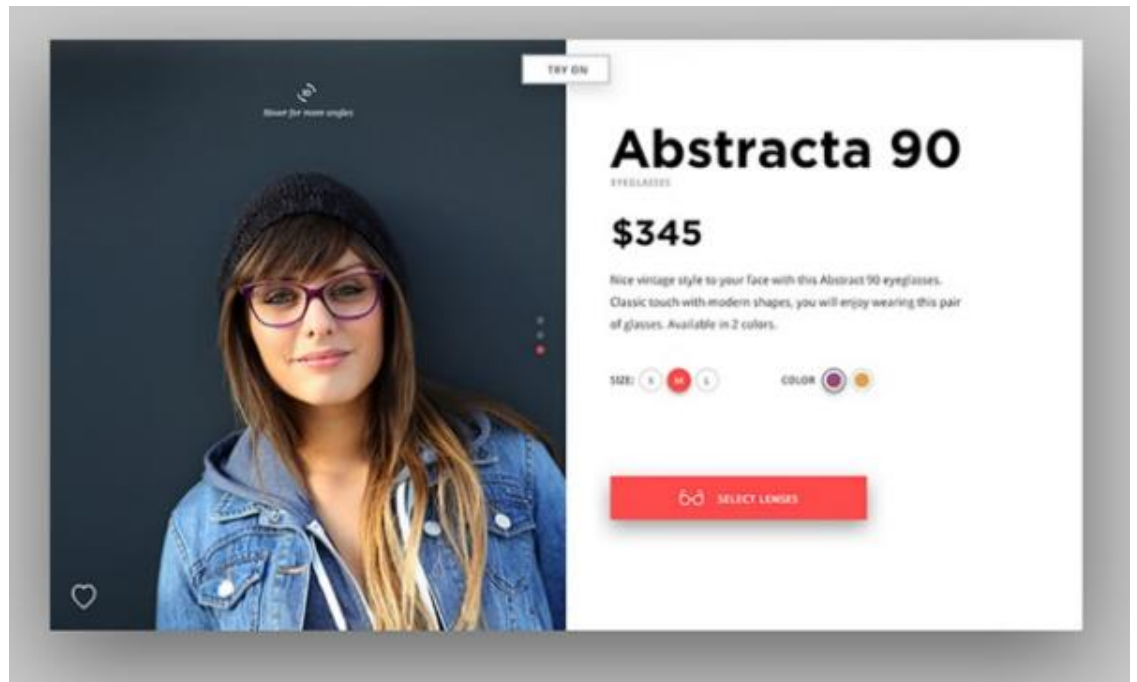 TRY ON
Hover for more angles
Abstracta 90
EYEGLASSES
$345
Nice vintage style to your face with this Abstract 90 eyeglasses.
Classic touch with modern shapes, you will enjoy wearing this pair
of glasses. Available in 2 colors.
SIZE: S M L COLOR
SELECT LENSES